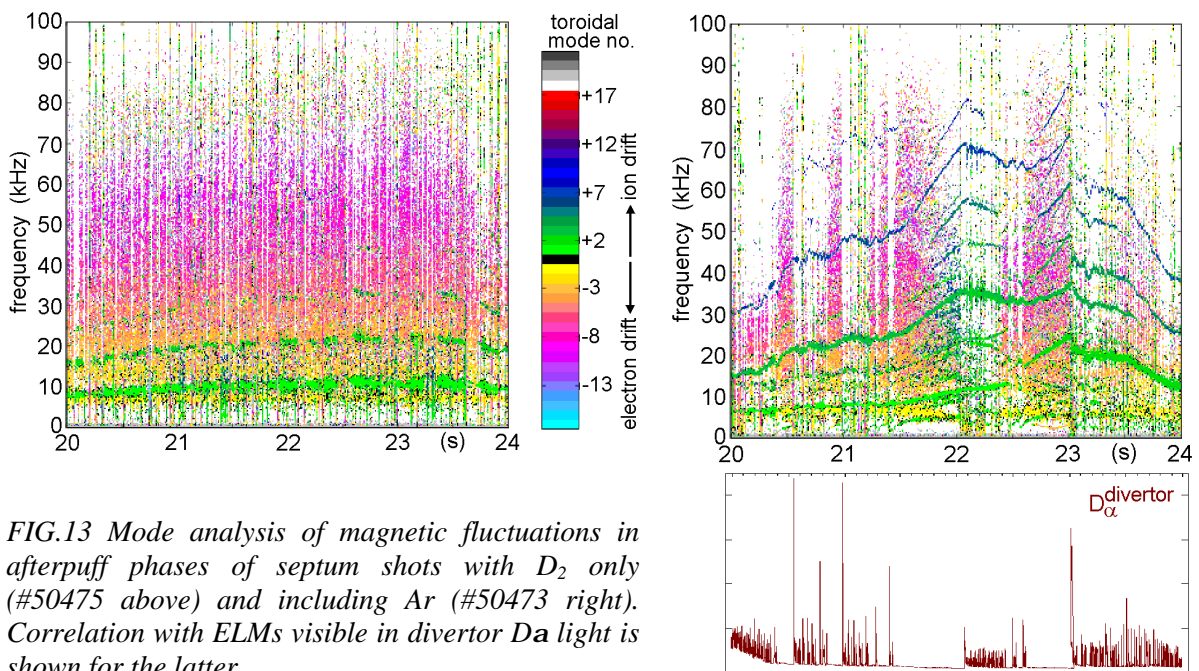 100
90
80
70
60
50
40
30
20
10
0
frequency (kHz)
20
21
22
23
(s)
24
toroidal
mode no.
+17
+12
+7
+2
-3
-8
-13
electron drift
ion drift
100
90
80
70
60
50
40
30
20
10
0
frequency (kHz)
20
21
22
23
(s)
24
D α divertor
FIG.13 Mode analysis of magnetic fluctuations in
afterpuff phases of septum shots with D2 only
(#50475 above) and including Ar (#50473 right).
Correlation with ELMs visible in divertor Da light is
shown for the latter